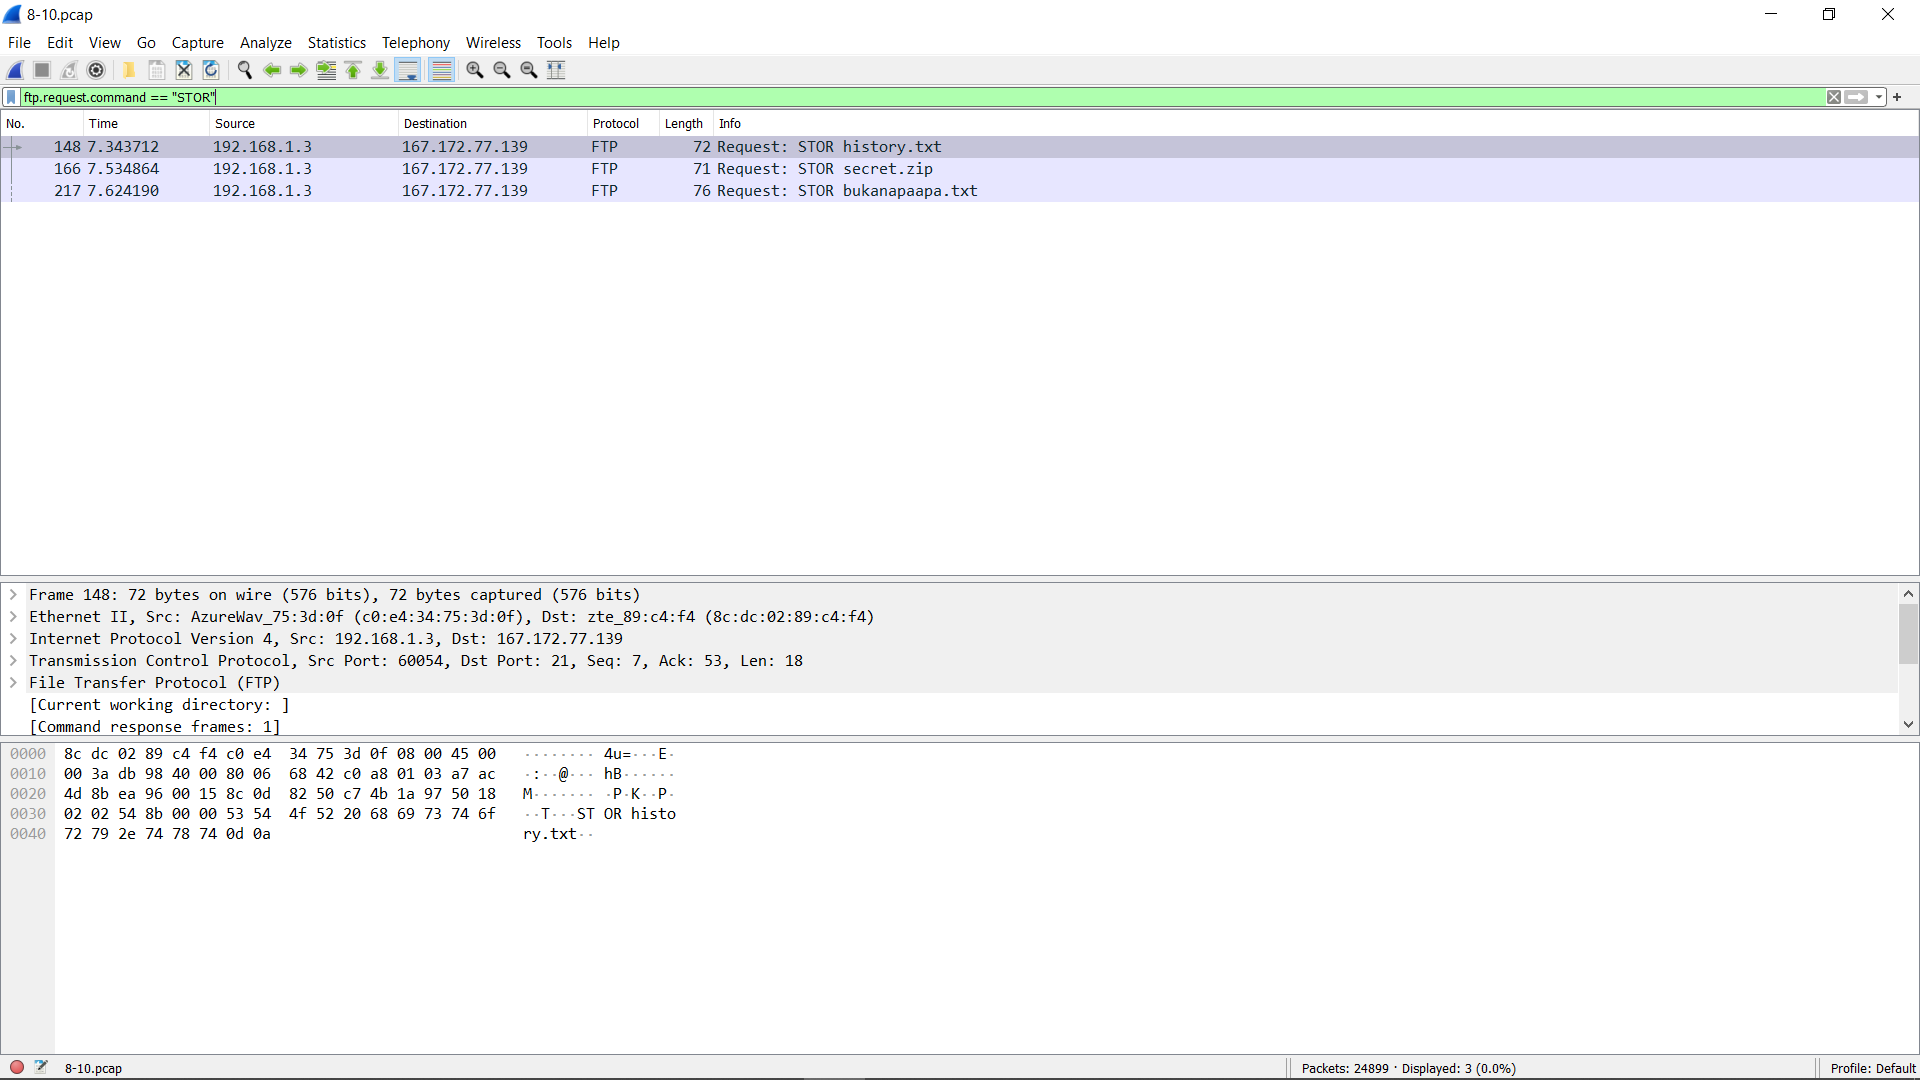 8-10.pcap
File Edit View Go Capture Analyze Statistics Telephony Wireless Tools Help
ftp.request.command == "STOR"
No. Time Source Destination Protocol Length Info
148 7.343712 192.168.1.3 167.172.77.139 FTP 72 Request: STOR history.txt
166 7.534864 192.168.1.3 167.172.77.139 FTP 71 Request: STOR secret.zip
217 7.624190 192.168.1.3 167.172.77.139 FTP 76 Request: STOR bukanapaapa.txt
Frame 148: 72 bytes on wire (576 bits), 72 bytes captured (576 bits)
Ethernet II, Src: AzureWav_75:3d:0f (c0:e4:34:75:3d:0f), Dst: zte_89:c4:f4 (8c:dc:02:89:c4:f4)
Internet Protocol Version 4, Src: 192.168.1.3, Dst: 167.172.77.139
Transmission Control Protocol, Src Port: 60054, Dst Port: 21, Seq: 7, Ack: 53, Len: 18
File Transfer Protocol (FTP)
[Current working directory: ]
[Command response frames: 1]
0000 8c dc 02 89 c4 f4 c0 e4 34 75 3d 0f 08 00 45 00 ········ 4u=···E·
0010 00 3a db 98 40 00 80 06 68 42 c0 a8 01 03 a7 ac ·:··@··· hB······
0020 4d 8b ea 96 00 15 8c 0d 82 50 c7 4b 1a 97 50 18 M······· ·P·K··P·
0030 02 02 54 8b 00 00 53 54 4f 52 20 68 69 73 74 6f ··T···ST OR histo
0040 72 79 2e 74 78 74 0d 0a ry.txt··
8-10.pcap Packets: 24899 · Displayed: 3 (0.0%) Profile: Default